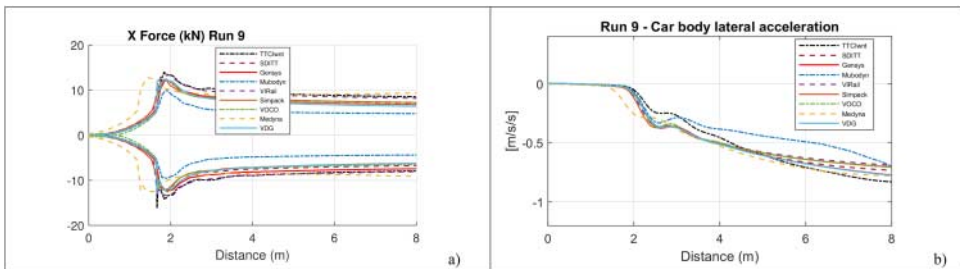 X Force (kN) Run 9
20
10
0
-10
-20
0
2
4
6
8
Distance (m)
TTClient
SDITT
Gensys
Mubodyn
VIRail
Simpack
VOCO
Medyna
VDG
a)
Run 9 - Car body lateral acceleration
[m/s/s]
0
-0.5
-1
0
2
4
6
8
Distance (m)
TTClient
SDITT
Gensys
Mubodyn
VIRail
Simpack
VOCO
Medyna
VDG
b)